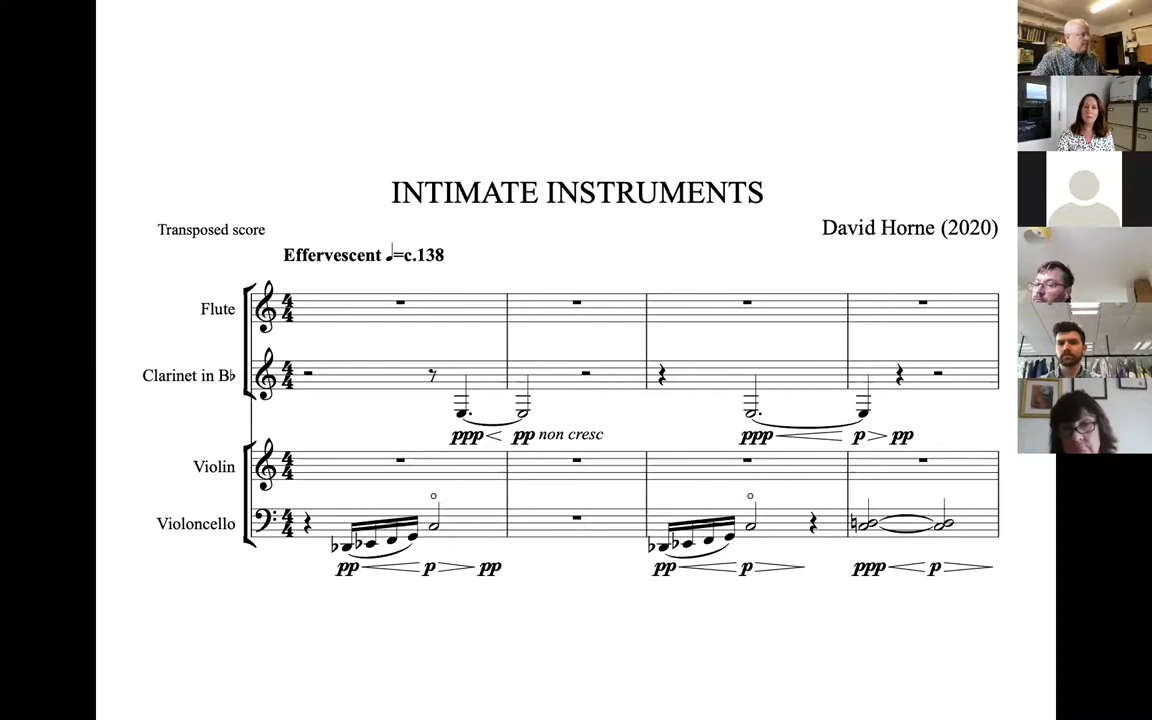 INTIMATE INSTRUMENTS
Transposed score
David Horne (2020)
Effervescent ♩=c.138
Flute
Clarinet in B♭
ppp pp non cresc ppp p pp
Violin
Violoncello
pp p pp pp p ppp p